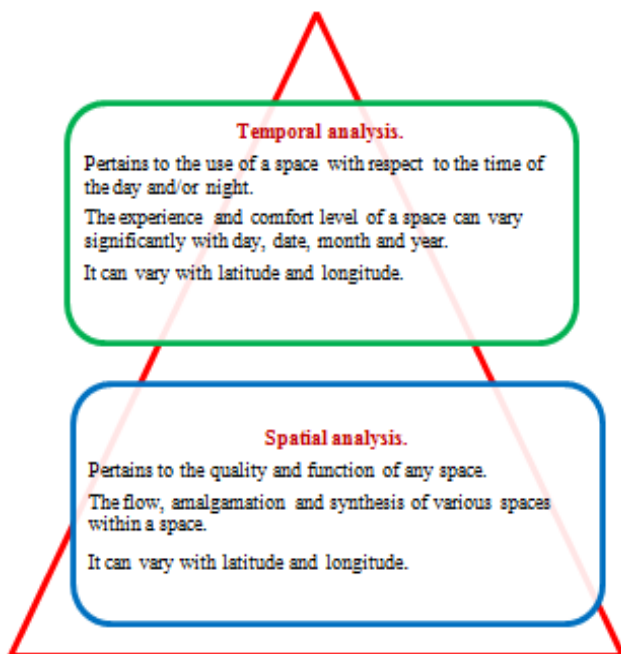 Temporal analysis.
Pertains to the use of a space with respect to the time of
the day and/or night.
The experience and comfort level of a space can vary
significantly with day, date, month and year.
It can vary with latitude and longitude.
Spatial analysis.
Pertains to the quality and function of any space.
The flow, amalgamation and synthesis of various spaces
within a space.
It can vary with latitude and longitude.